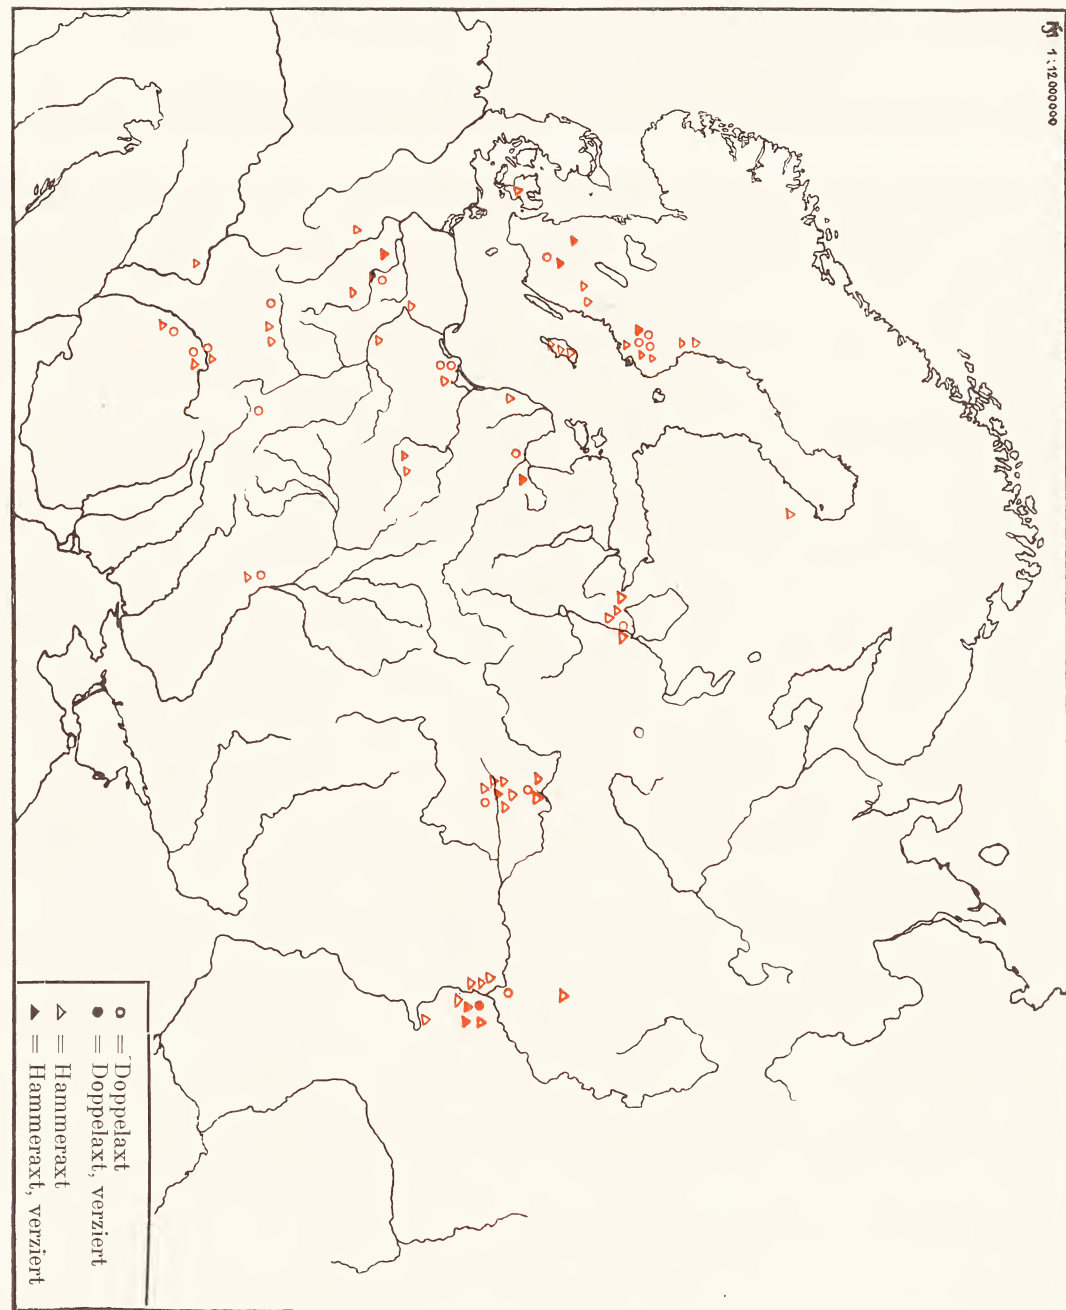 1:12000000
= Doppelaxt
= Doppelaxt, verziert
= Hammeraxt
= Hammeraxt, verziert